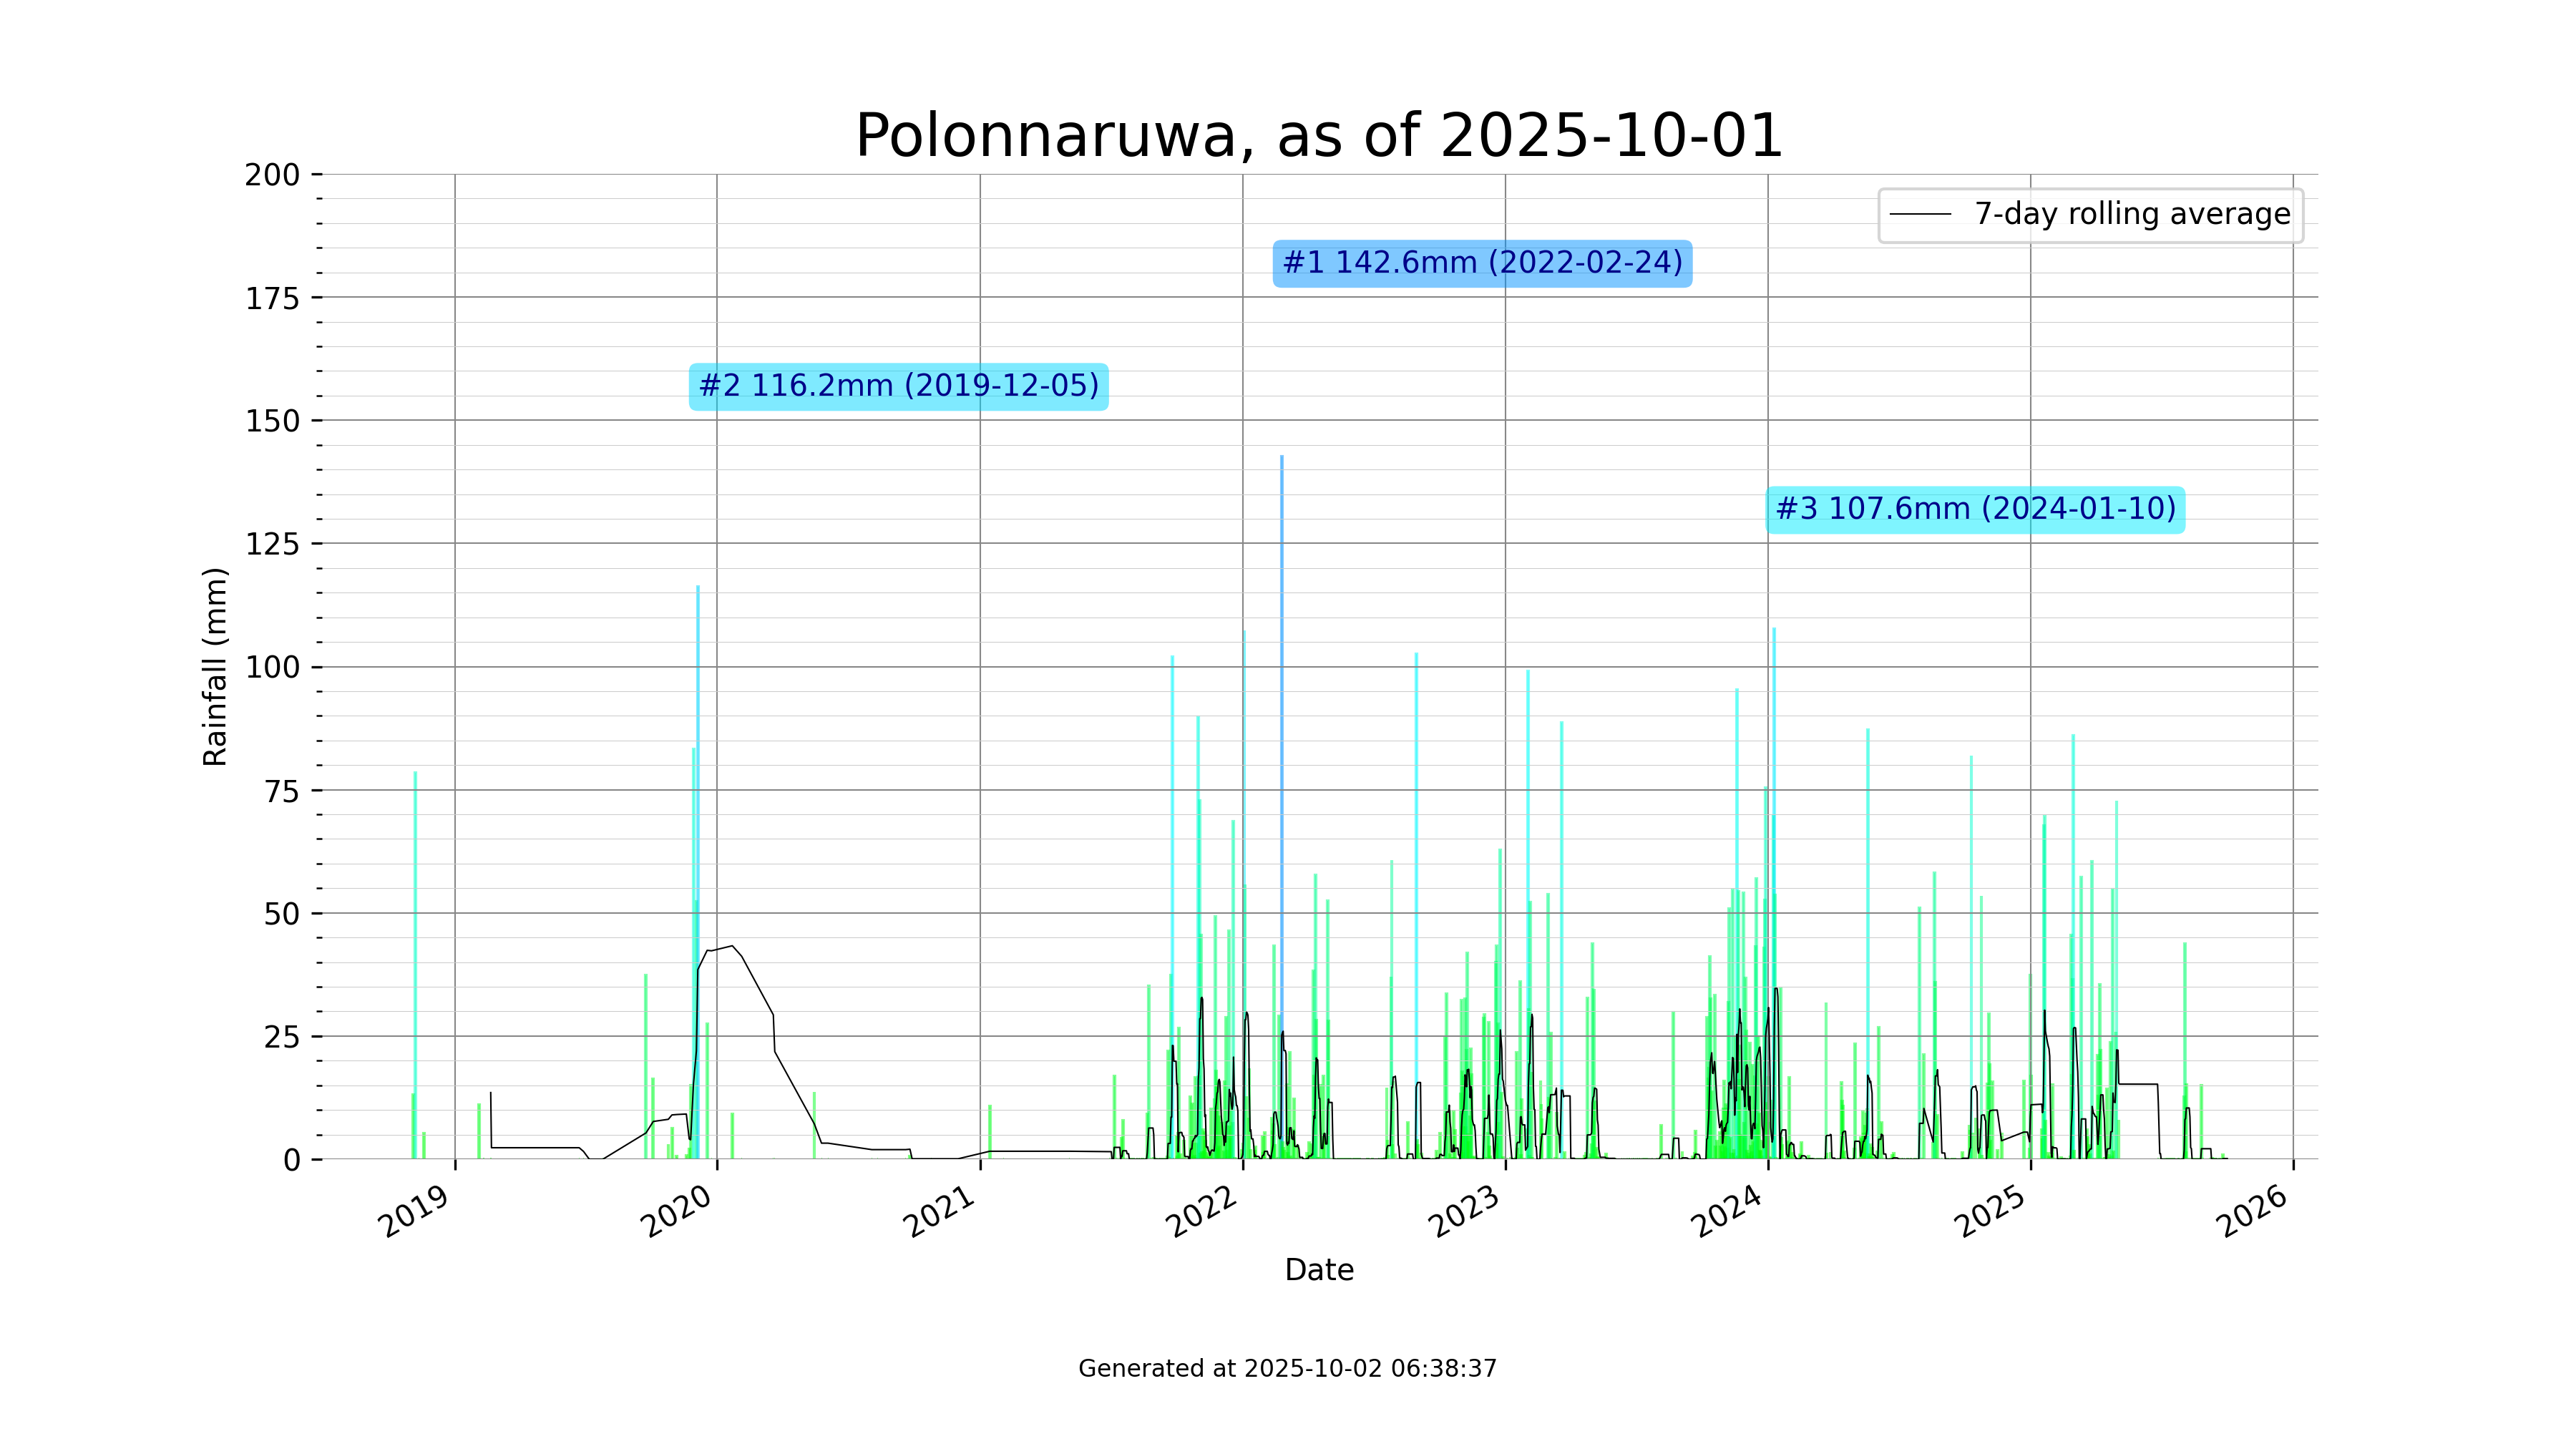 Polonnaruwa, as of 2025-10-01
200
175
150
125
100
75
50
25
0
Rainfall (mm)
7-day rolling average
#1 142.6mm (2022-02-24)
#2 116.2mm (2019-12-05)
#3 107.6mm (2024-01-10)
2019
2020
2021
2022
2023
2024
2025
2026
Date
Generated at 2025-10-02 06:38:37